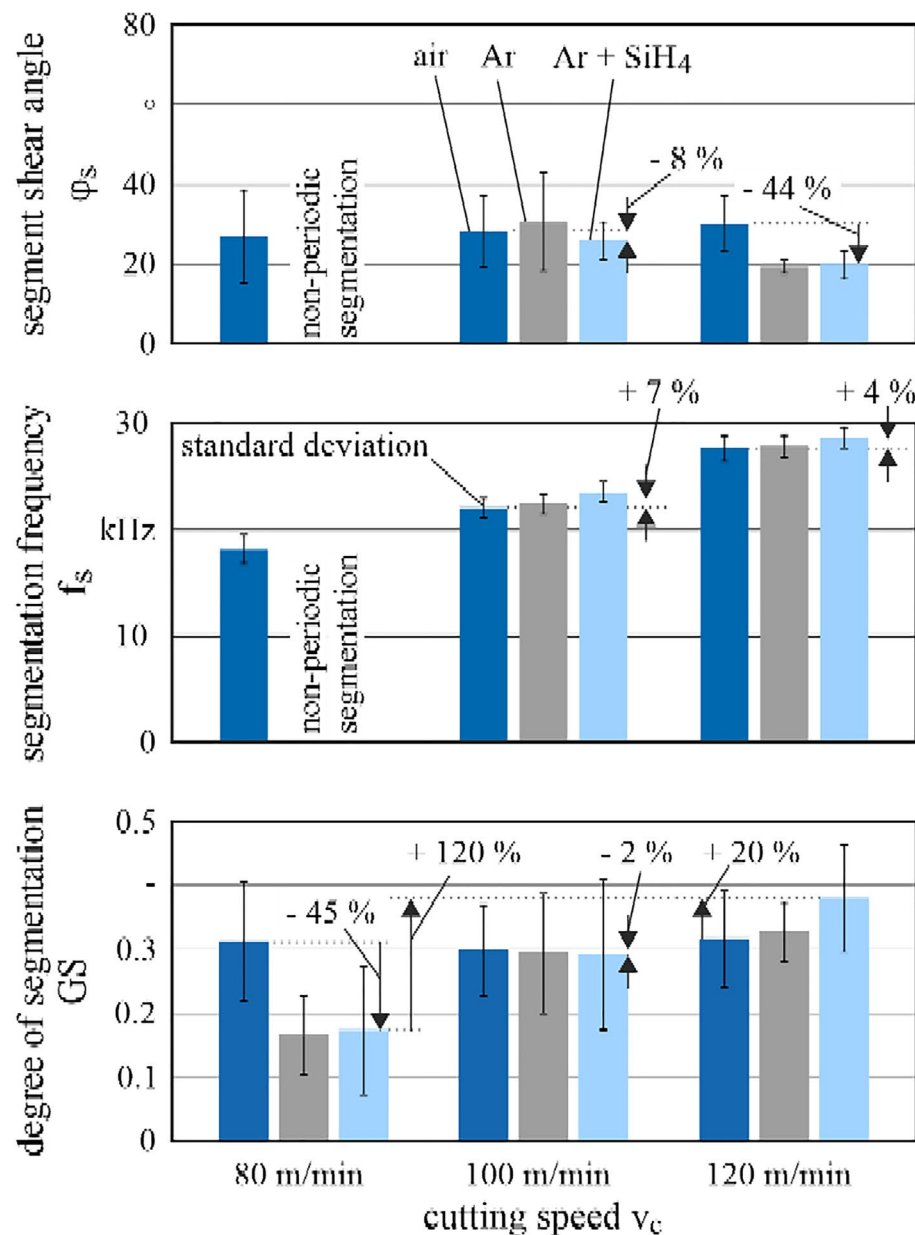 80
air
Ar
Ar + SiH4
segment shear angle
φs
°
non-periodic
segmentation
- 8 %
- 44 %
40
20
0
+ 7 %
+ 4 %
30
standard deviation
segmentation frequency
fs
kHz
non-periodic
segmentation
10
0
0.5
degree of segmentation
GS
-
+ 120 %
- 2 %
+ 20 %
- 45 %
0.3
0.2
0.1
0
80 m/min
100 m/min
120 m/min
cutting speed vc